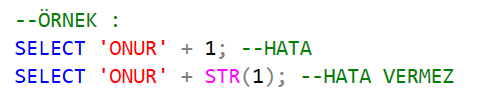 --ÖRNEK :
SELECT 'ONUR' + 1; --HATA
SELECT 'ONUR' + STR(1); --HATA VERMEZ